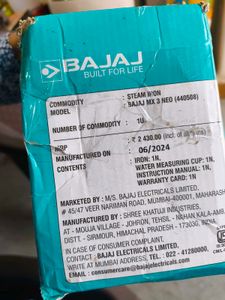 BAJAJ
BUILT FOR LIFE
COMMODITY : STEAM IRON
MODEL : BAJAJ MX 3 NEO (440508)
NUMBER OF COMMODITY : 1U
MRP : ₹ 2 430.00 (incl. of all
MANUFACTURED ON : 06/2024
CONTENTS : IRON: 1N,
WATER MEASURING CUP: 1N,
INSTRUCTION MANUAL: 1N,
WARRANTY CARD: 1N
MARKETED BY : M/S. BAJAJ ELECTRICALS LIMITED,
# 45/47 VEER NARIMAN ROAD, MUMBAI-400001, MAHARASH
MANUFACTURED BY : SHREE KHATUJI INDUSTRIES,
AT - MOUJA VILLAGE - JOHRON, TEHSIL - NAHAN, KALA-AMB,
DISTT. - SIRMOUR, HIMACHAL PRADESH - 173030, INDIA
IN CASE OF CONSUMER COMPLAINT.
CONTACT : BAJAJ ELECTRICALS LIMITED.
WRITE AT MUMBAI ADDRESS, TEL : 022 - 41280000.
EMAIL : consumercare@bajajelectricals.com